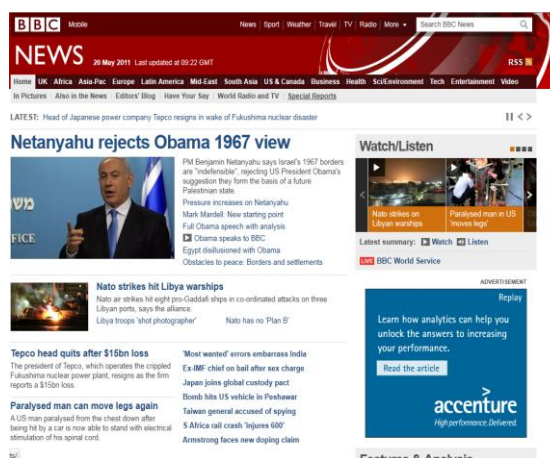 BBC Mobile News Sport Weather Travel TV Radio More Search BBC News
NEWS 20 May 2011 Last updated at 09:22 GMT RSS
Home UK Africa Asia-Pac Europe Latin America Mid-East South Asia US & Canada Business Health Sci/Environment Tech Entertainment Video
In Pictures Also in the News Editors' Blog Have Your Say World Radio and TV Special Reports
LATEST: Head of Japanese power company Tepco resigns in wake of Fukushima nuclear disaster
Netanyahu rejects Obama 1967 view
PM Benjamin Netanyahu says Israel's 1967 borders
are "indefensible", rejecting US President Obama's
suggestion they form the basis of a future
Palestinian state.
Pressure increases on Netanyahu
Mark Mardell: New starting point
Full Obama speech with analysis
Obama speaks to BBC
Egypt disillusioned with Obama
Obstacles to peace: Borders and settlements
FICE
Nato strikes hit Libya warships
Nato air strikes hit eight pro-Gaddafi ships in co-ordinated attacks on three
Libyan ports, says the alliance.
Libya troops 'shot photographer' Nato has no 'Plan B'
Tepco head quits after $15bn loss
The president of Tepco, which operates the crippled
Fukushima nuclear power plant, resigns as the firm
reports a $15bn loss.
Paralysed man can move legs again
A US man paralysed from the chest down after
being hit by a car is now able to stand with electrical
stimulation of his spinal cord.
'Most wanted' errors embarrass India
Ex-IMF chief on bail after sex charge
Japan joins global custody pact
Bomb hits US vehicle in Peshawar
Taiwan general accused of spying
S Africa rail crash 'injures 600'
Armstrong faces new doping claim
Watch/Listen
Nato strikes on
Libyan warships
Paralysed man in US
'moves legs'
Latest summary: Watch Listen
LIVE BBC World Service
ADVERTISEMENT
Replay
Learn how analytics can help you
unlock the answers to increasing
your performance.
Read the article
accenture
High performance. Delivered.
Features & Analysis